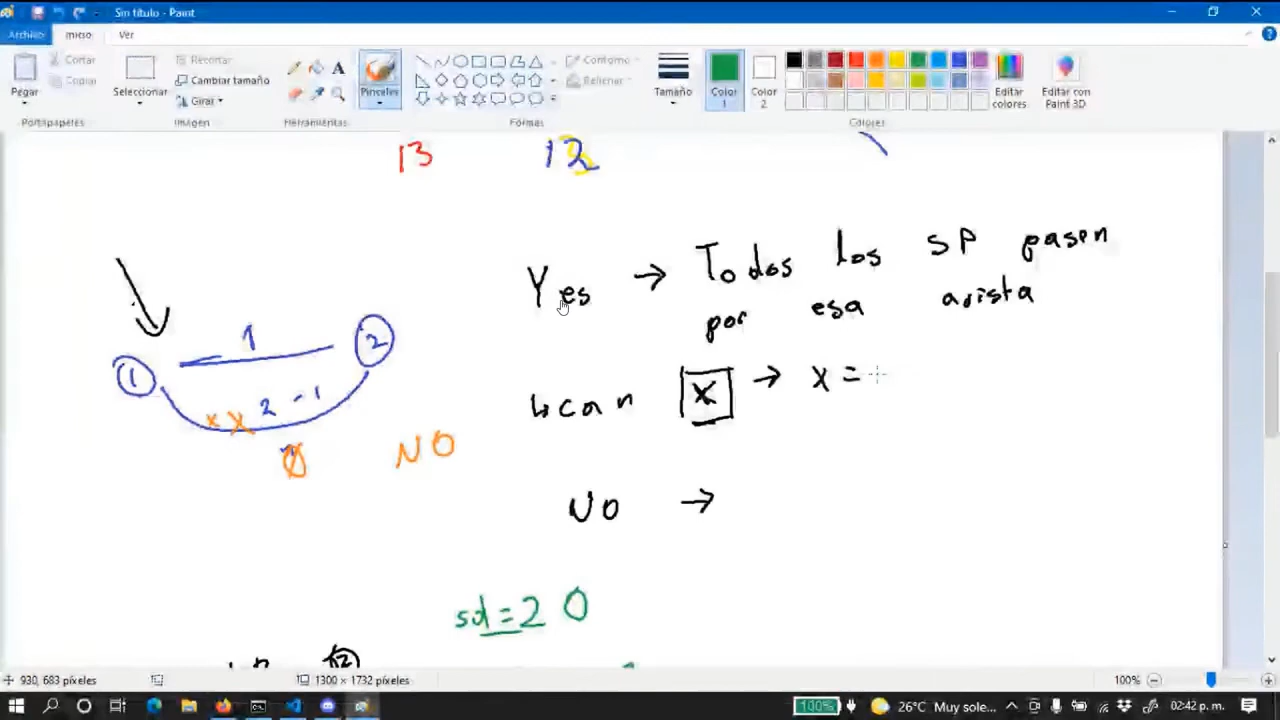 Sin título - Paint
Archivo Inicio Ver
Pegar
Cortar
Copiar
Portapapeles
Seleccionar
Recortar
Cambiar tamaño
Girar
Imagen
A
Herramientas
Pinceles
Contorno
Rellenar
Formas
Tamaño
Color 1
Color 2
Editar colores
Editar con Paint 3D
Colores
13
Yes → Todos los SP pasen
por esa arista
1
1 2
2 - 1
x X
NO
can X → x =
NO →
sd = 2 0
930, 683 píxeles
1300 × 1732 píxeles
100%
100%
26°C Muy sole...
02:42 p. m.